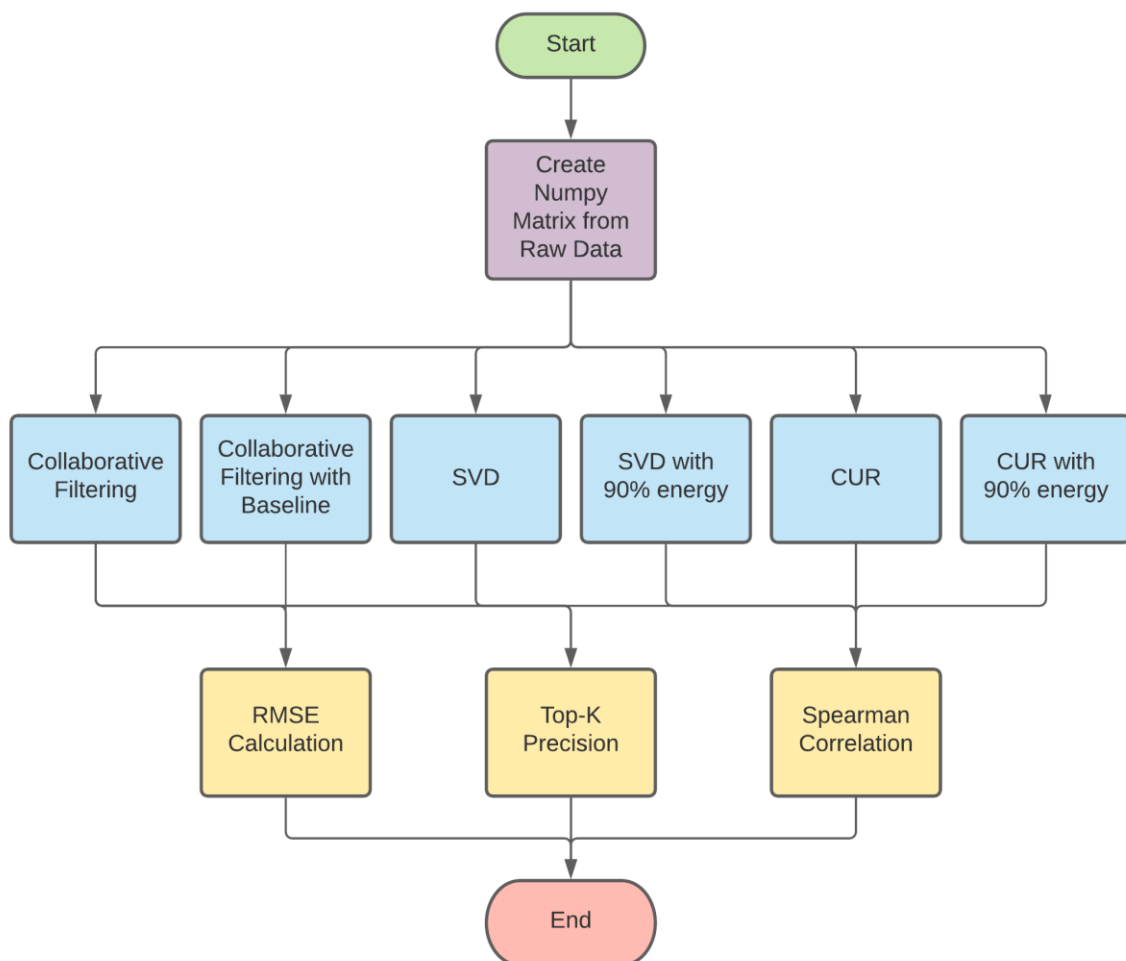 Start
Create
Numpy
Matrix from
Raw Data
Collaborative
Filtering
Collaborative
Filtering with
Baseline
SVD
SVD with
90% energy
CUR
CUR with
90% energy
RMSE
Calculation
Top-K
Precision
Spearman
Correlation
End